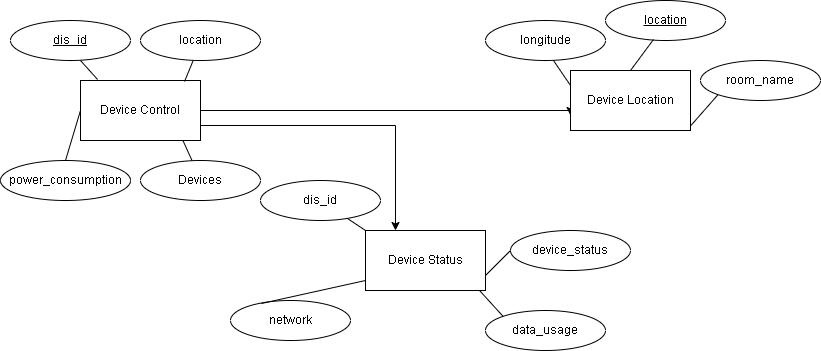 dis_id
location
longitude
location
room_name
Device Control
Device Location
power_consumption
Devices
dis_id
Device Status
device_status
network
data_usage